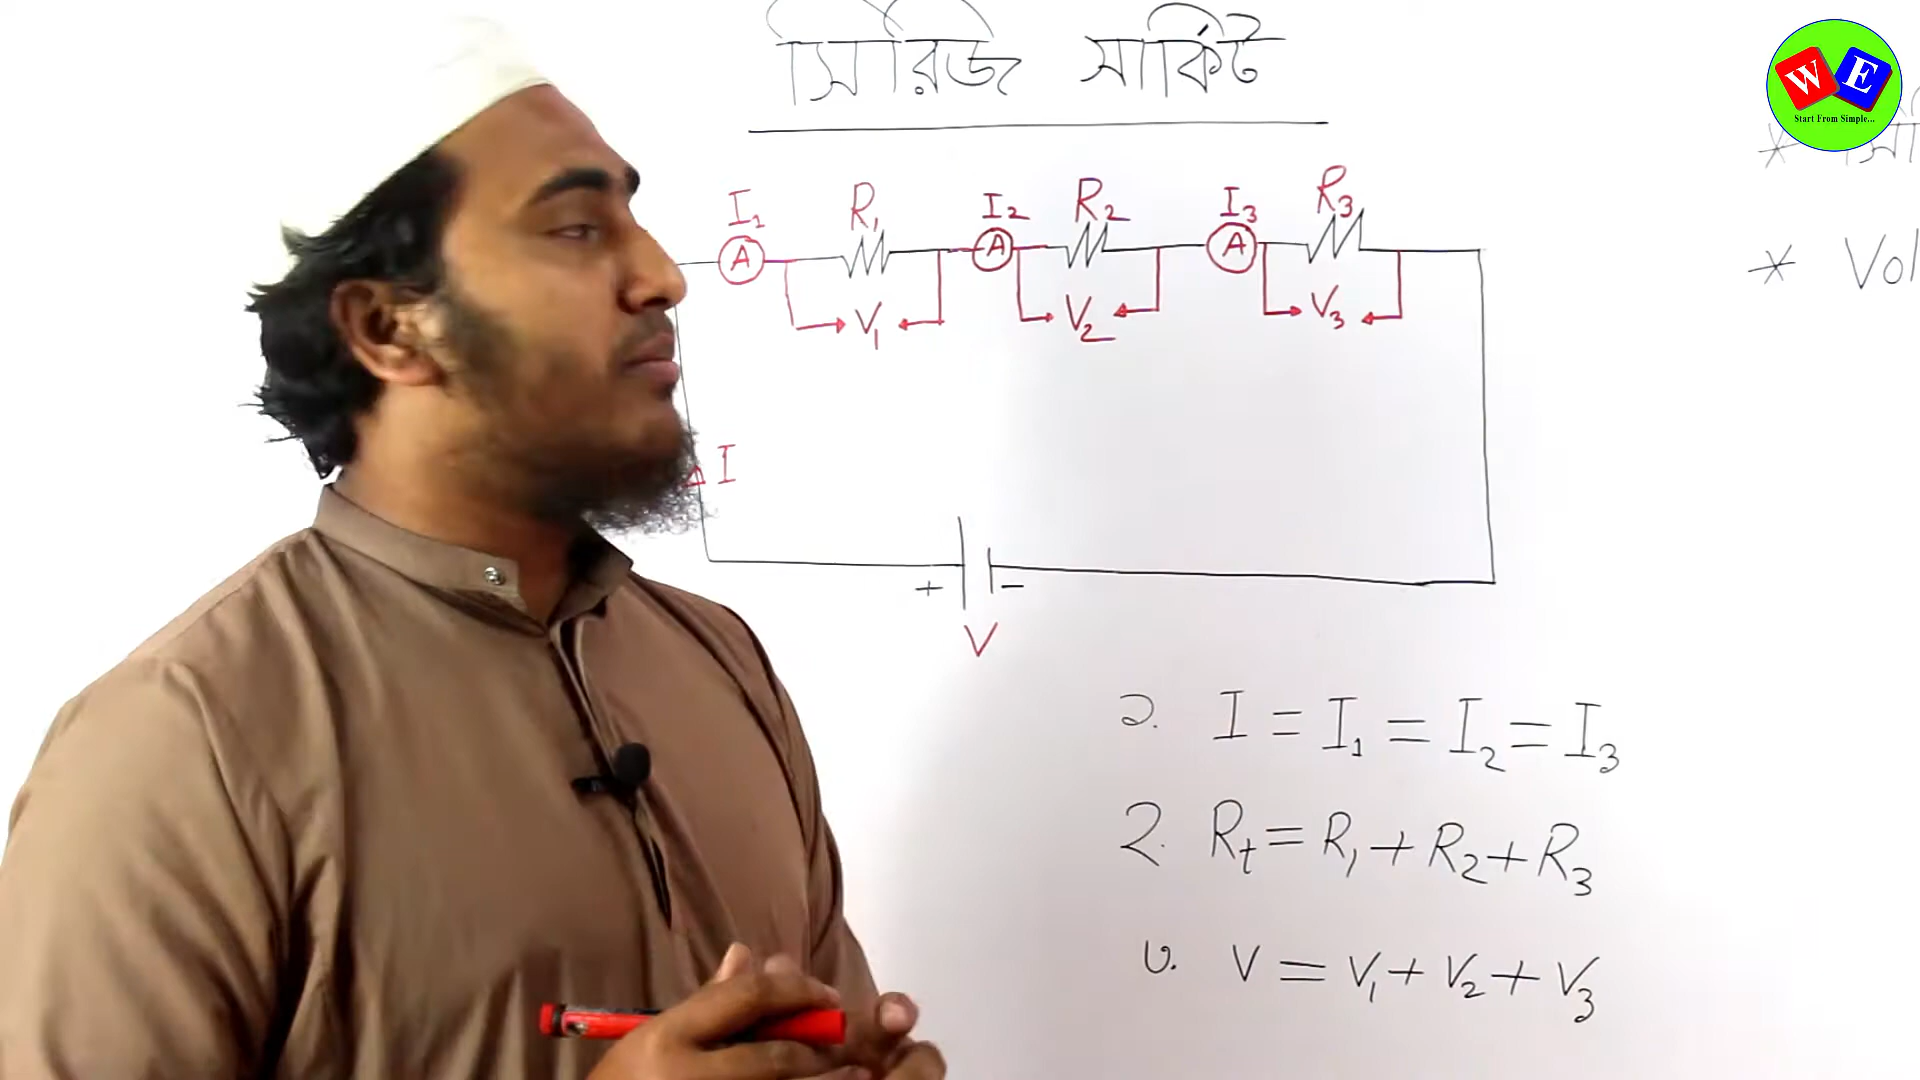 সিরিজ সার্কিট
W E
Start From Simple...
I₁ R₁ I₂ R₂ I₃ R₃
A A A
V₁ V₂ V₃
I
+ −
V
* Vol
১. I = I₁ = I₂ = I₃
২. Rt = R₁ + R₂ + R₃
৩. V = V₁ + V₂ + V₃